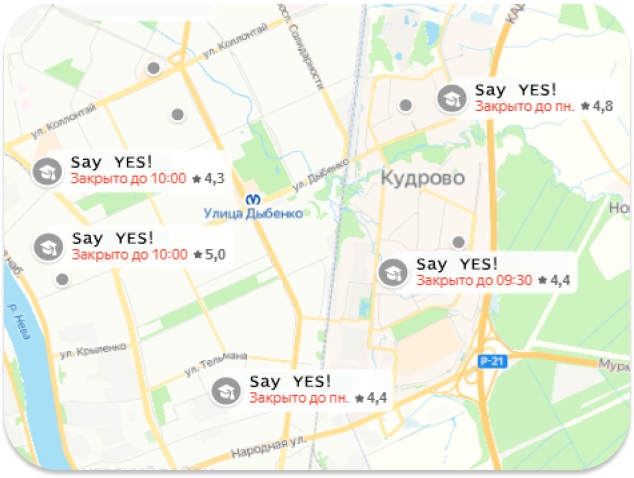 КА
ул. Коллонтай
посл. Солидарности
Say YES!
Закрыто до пн. ★ 4,8
ул. Коллонтай
Say YES!
Закрыто до 10:00 ★ 4,3
ул. Дыбенко
Кудрово
Улица Дыбенко
Но
Say YES!
Закрыто до 10:00 ★ 5,0
Say YES!
Закрыто до 09:30 ★ 4,4
наб.
р. Нева
ул. Крыленко
ул. Тельмана
Р-21
Мурм
Say YES!
Закрыто до пн. ★ 4,4
Народная ул.